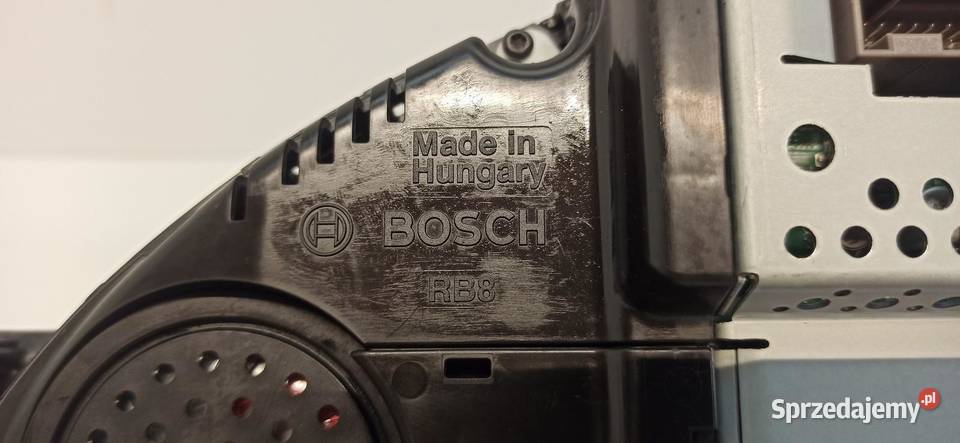 Made in
Hungary
BOSCH
RB8
Sprzedajemy.pl